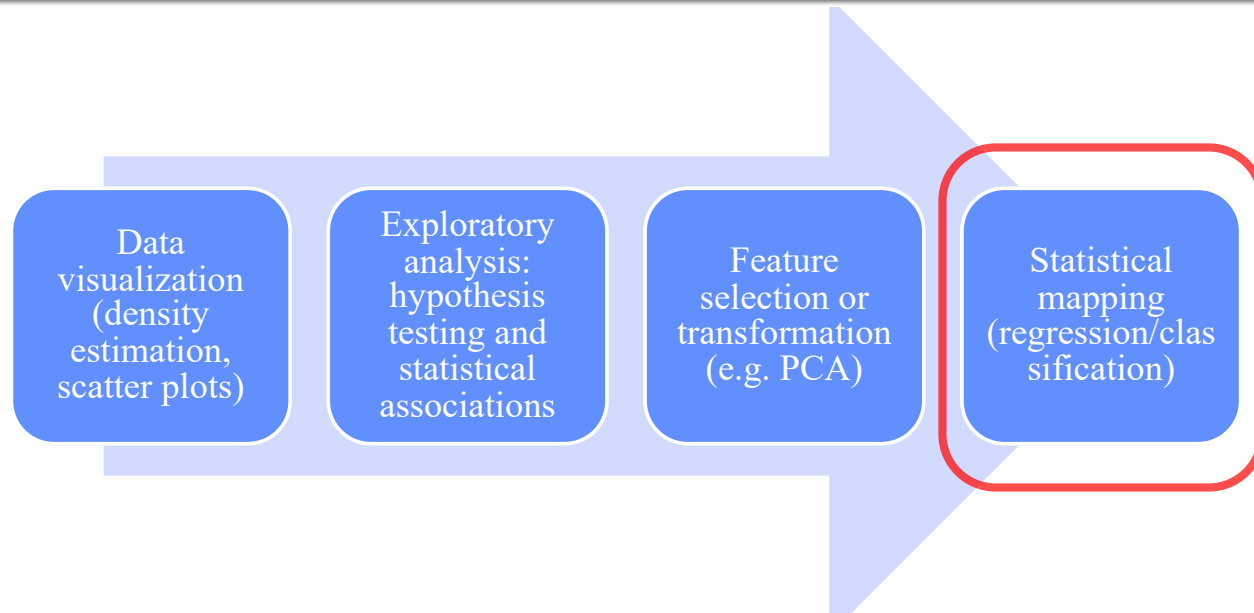 Data
visualization
(density
estimation,
scatter plots)
Exploratory
analysis:
hypothesis
testing and
statistical
associations
Feature
selection or
transformation
(e.g. PCA)
Statistical
mapping
(regression/clas
sification)